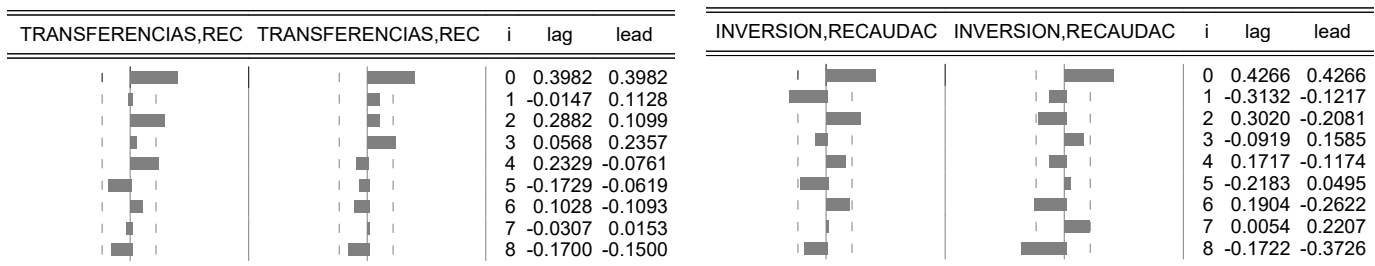 TRANSFERENCIAS,REC TRANSFERENCIAS,REC i lag lead
0 0.3982 0.3982
1 -0.0147 0.1128
2 0.2882 0.1099
3 0.0568 0.2357
4 0.2329 -0.0761
5 -0.1729 -0.0619
6 0.1028 -0.1093
7 -0.0307 0.0153
8 -0.1700 -0.1500
INVERSION,RECAUDAC INVERSION,RECAUDAC i lag lead
0 0.4266 0.4266
1 -0.3132 -0.1217
2 0.3020 -0.2081
3 -0.0919 0.1585
4 0.1717 -0.1174
5 -0.2183 0.0495
6 0.1904 -0.2622
7 0.0054 0.2207
8 -0.1722 -0.3726